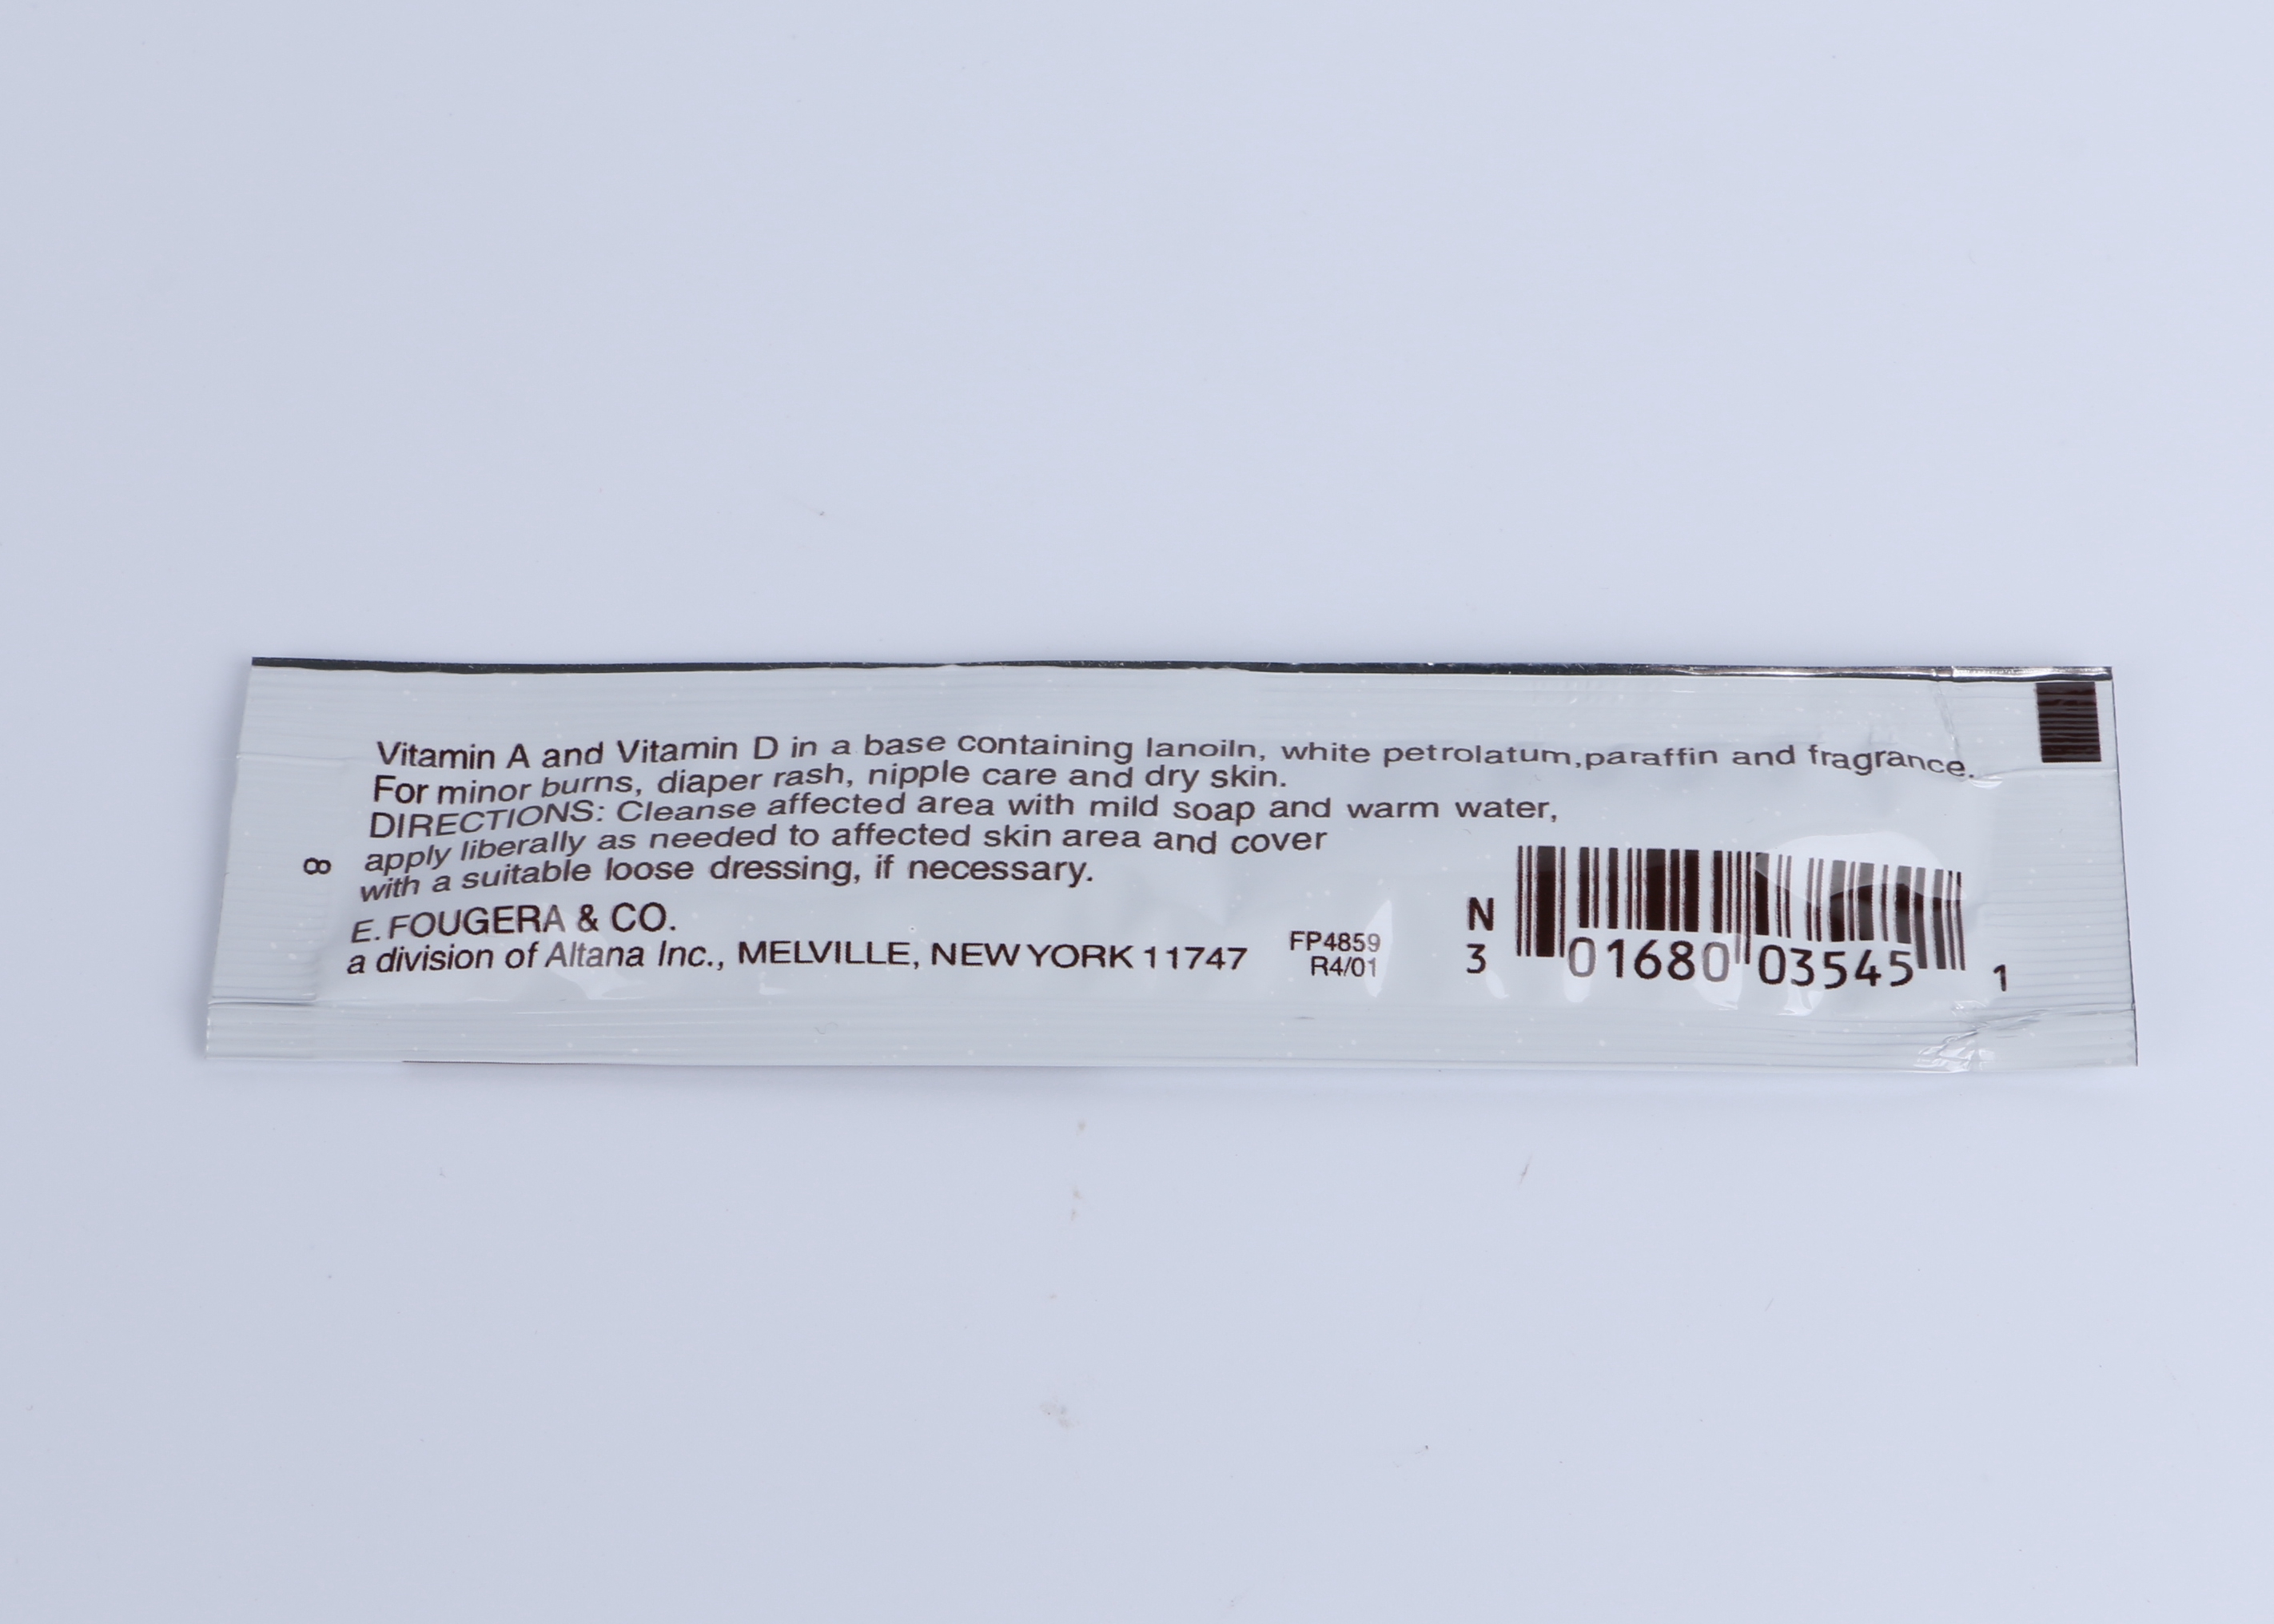 Vitamin A and Vitamin D in a base containing lanoiln, white petrolatum,paraffin and fragrance.
For minor burns, diaper rash, nipple care and dry skin.
DIRECTIONS: Cleanse affected area with mild soap and warm water,
apply liberally as needed to affected skin area and cover
with a suitable loose dressing, if necessary.
8
E. FOUGERA & CO.
a division of Altana Inc., MELVILLE, NEW YORK 11747
FP4859
R4/01
N
3 01680 03545 1